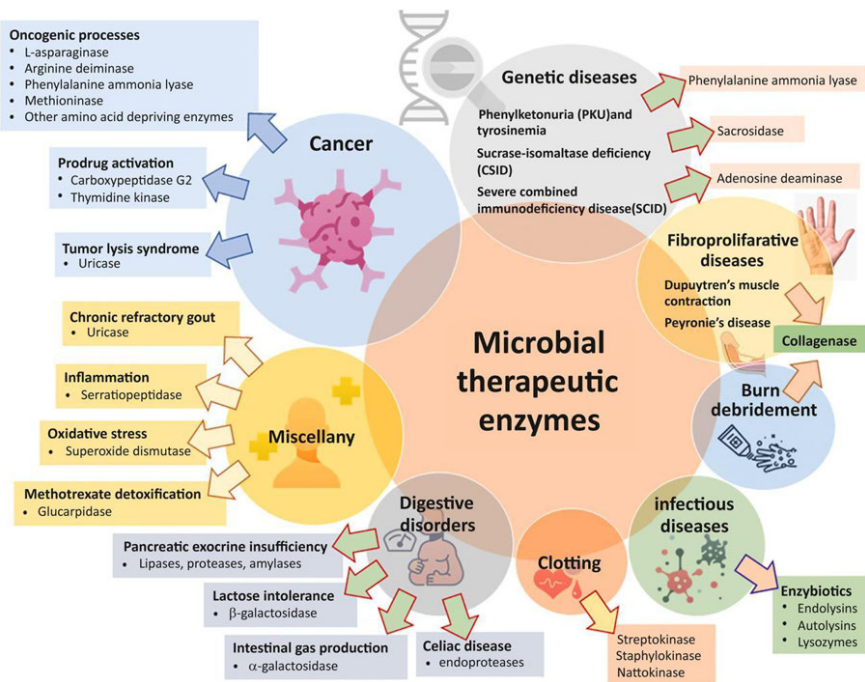 Oncogenic processes
• L-asparaginase
• Arginine deiminase
• Phenylalanine ammonia lyase
• Methioninase
• Other amino acid depriving enzymes
Prodrug activation
• Carboxypeptidase G2
• Thymidine kinase
Tumor lysis syndrome
• Uricase
Cancer
Genetic diseases
Phenylketonuria (PKU)and
tyrosinemia
Sucrase-isomaltase deficiency
(CSID)
Severe combined
immunodeficiency disease(SCID)
Phenylalanine ammonia lyase
Sacrosidase
Adenosine deaminase
Fibroprolifarative
diseases
Dupuytren's muscle
contraction
Peyronie's disease
Collagenase
Burn
debridement
Microbial
therapeutic
enzymes
Chronic refractory gout
• Uricase
Inflammation
• Serratiopeptidase
Oxidative stress
• Superoxide dismutase
Methotrexate detoxification
• Glucarpidase
Miscellany
Digestive
disorders
Pancreatic exocrine insufficiency
• Lipases, proteases, amylases
Lactose intolerance
• β-galactosidase
Intestinal gas production
• α-galactosidase
Celiac disease
• endoproteases
Clotting
Streptokinase
Staphylokinase
Nattokinase
infectious
diseases
Enzybiotics
• Endolysins
• Autolysins
• Lysozymes